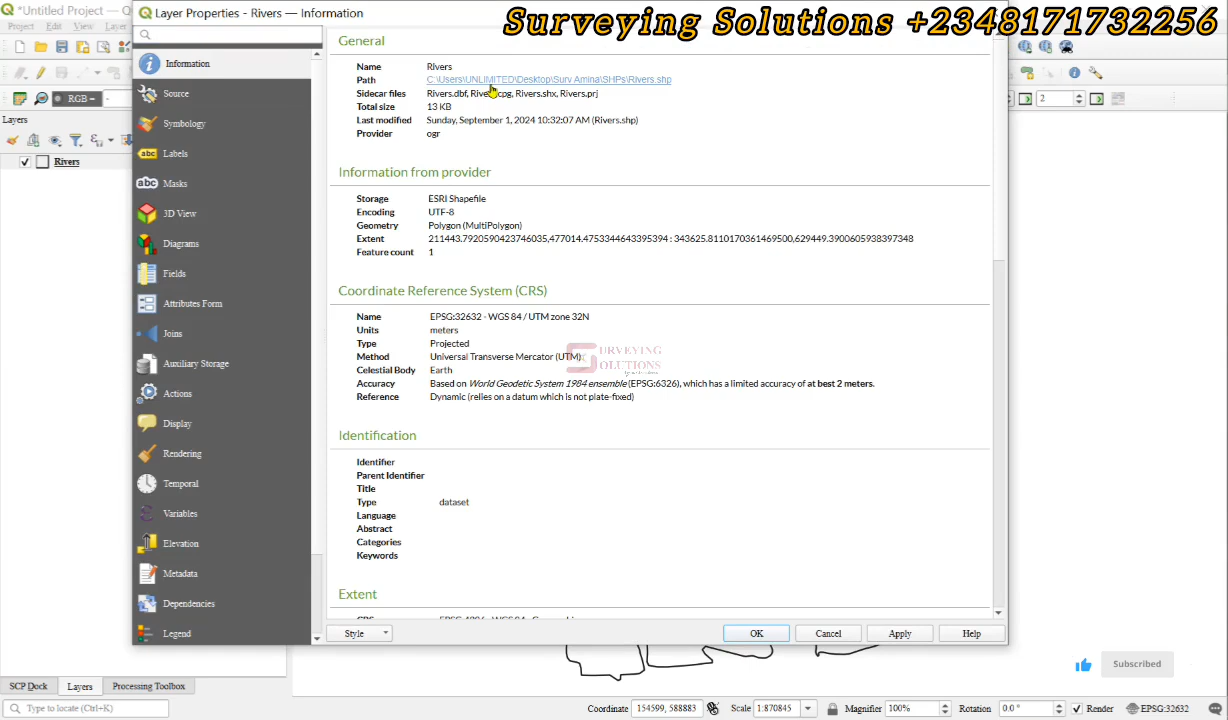 *Untitled Project — Q
Layer Properties - Rivers — Information
Surveying Solutions +2348171732256
Project Edit View Layer
General
Information
Name Rivers
Path C:\Users\UNLIMITED\Desktop\Surv Amina\SHPs\Rivers.shp
Source
Sidecar files Rivers.dbf, Rivers.cpg, Rivers.shx, Rivers.prj
RGB
2
Total size 13 KB
Layers
Symbology
Last modified Sunday, September 1, 2024 10:32:07 AM (Rivers.shp)
Provider ogr
Labels
Rivers
Information from provider
Masks
Storage ESRI Shapefile
Encoding UTF-8
3D View
Geometry Polygon (MultiPolygon)
Extent 211443.7920590423746035,477014.4753344643395394 : 343625.8110170361469500,629449.3900605938397348
Diagrams
Feature count 1
Fields
Coordinate Reference System (CRS)
Attributes Form
Name EPSG:32632 - WGS 84 / UTM zone 32N
Units meters
Joins
Type Projected
Method Universal Transverse Mercator (UTM)
SURVEYING
SOLUTIONS
Auxiliary Storage
Celestial Body Earth
Accuracy Based on World Geodetic System 1984 ensemble (EPSG:6326), which has a limited accuracy of at best 2 meters.
Actions
Reference Dynamic (relies on a datum which is not plate-fixed)
Display
Identification
Rendering
Identifier
Parent Identifier
Temporal
Title
Type dataset
Variables
Language
Abstract
Elevation
Categories
Keywords
Metadata
Extent
Dependencies
Legend
Style
OK
Cancel
Apply
Help
Subscribed
SCP Dock Layers Processing Toolbox
Type to locate (Ctrl+K)
Coordinate 154599, 588883 Scale 1:870845 Magnifier 100% Rotation 0.0 ° Render EPSG:32632